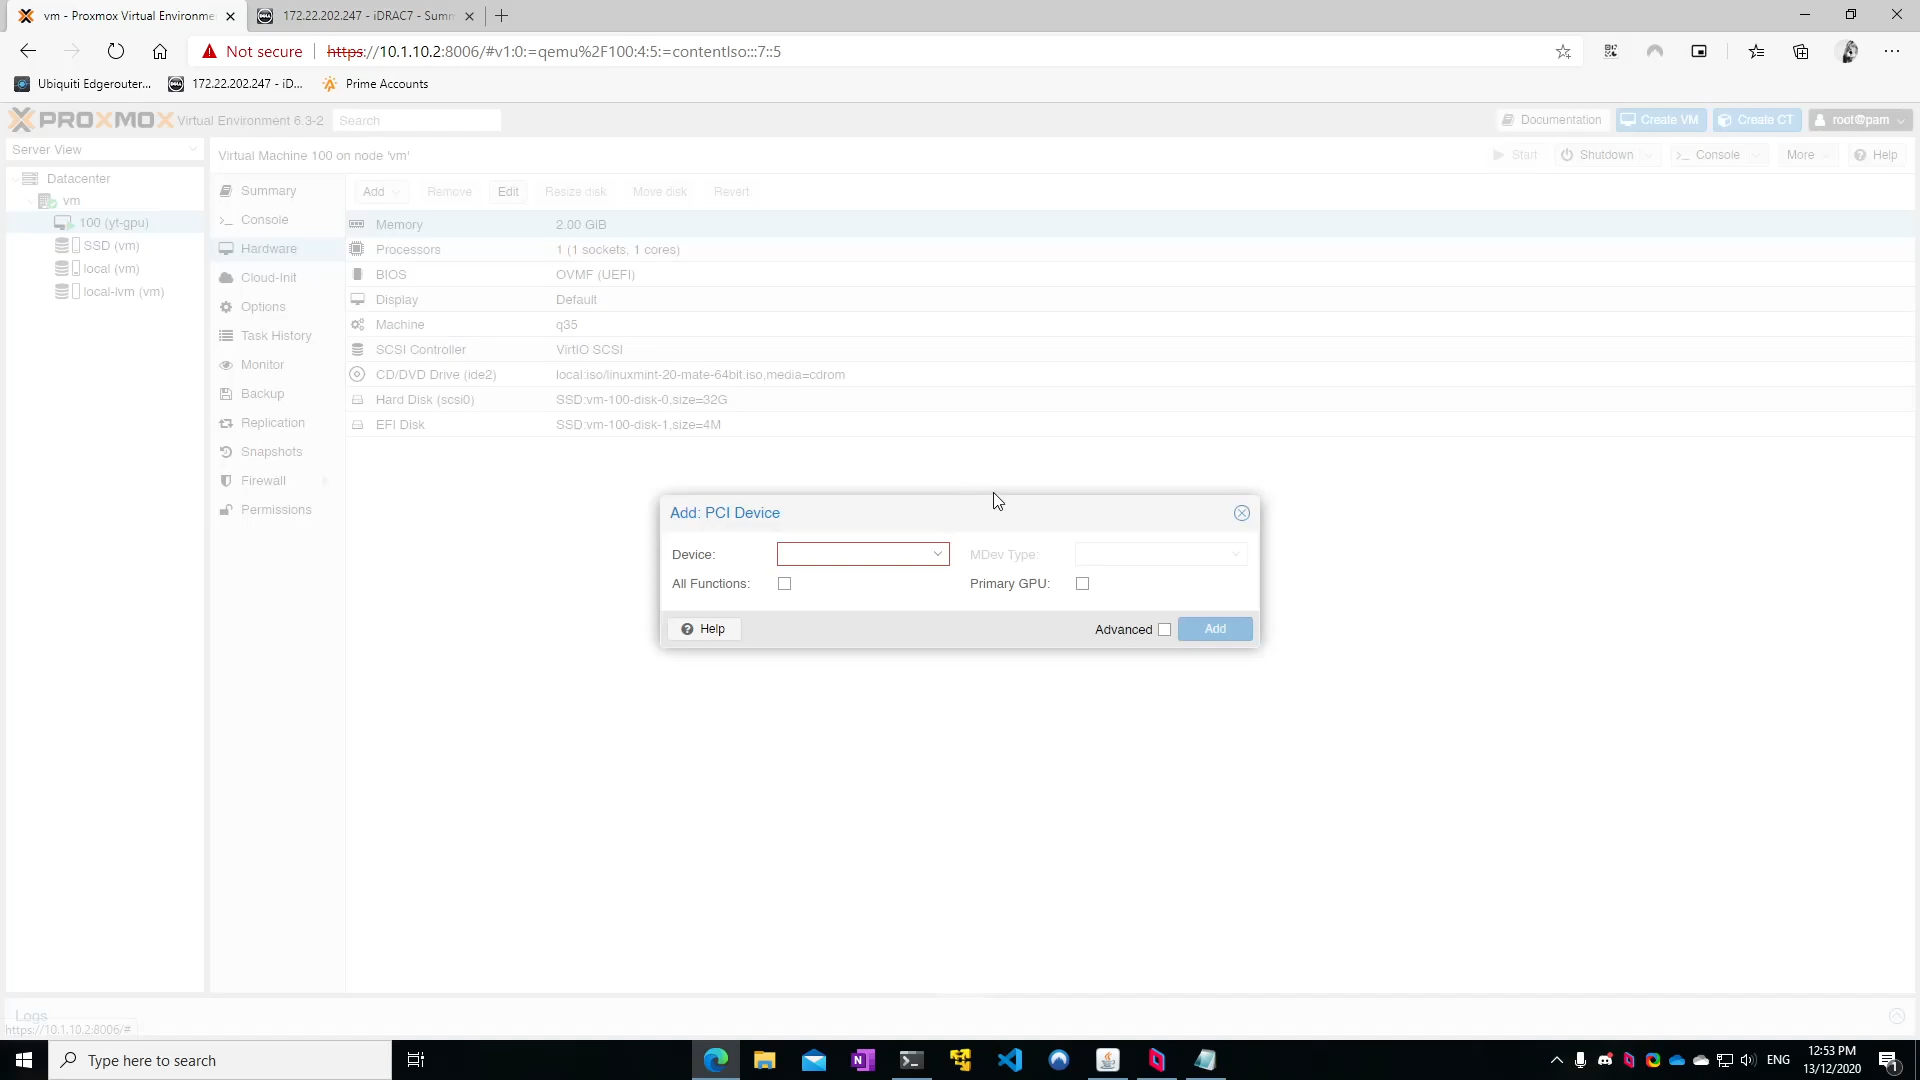 vm - Proxmox Virtual Environme
172.22.202.247 - iDRAC7 - Summ
Not secure
https://10.1.10.2:8006/#v1:0:=qemu%2F100:4:5:=contentIso:::7::5
Ubiquiti Edgerouter...
172.22.202.247 - iD...
Prime Accounts
PROXMOX Virtual Environment 6.3-2
Search
Documentation
Create VM
Create CT
root@pam
Server View
Virtual Machine 100 on node 'vm'
Start
Shutdown
Console
More
Help
Datacenter
vm
100 (yt-gpu)
SSD (vm)
local (vm)
local-lvm (vm)
Summary
Console
Hardware
Cloud-Init
Options
Task History
Monitor
Backup
Replication
Snapshots
Firewall
Permissions
Add
Remove
Edit
Resize disk
Move disk
Revert
Memory 2.00 GiB
Processors 1 (1 sockets, 1 cores)
BIOS OVMF (UEFI)
Display Default
Machine q35
SCSI Controller VirtIO SCSI
CD/DVD Drive (ide2) local:iso/linuxmint-20-mate-64bit.iso,media=cdrom
Hard Disk (scsi0) SSD:vm-100-disk-0,size=32G
EFI Disk SSD:vm-100-disk-1,size=4M
Add: PCI Device
Device:
MDev Type:
All Functions:
Primary GPU:
Help
Advanced
Add
Logs
https://10.1.10.2:8006/#
Type here to search
ENG
12:53 PM
13/12/2020
1